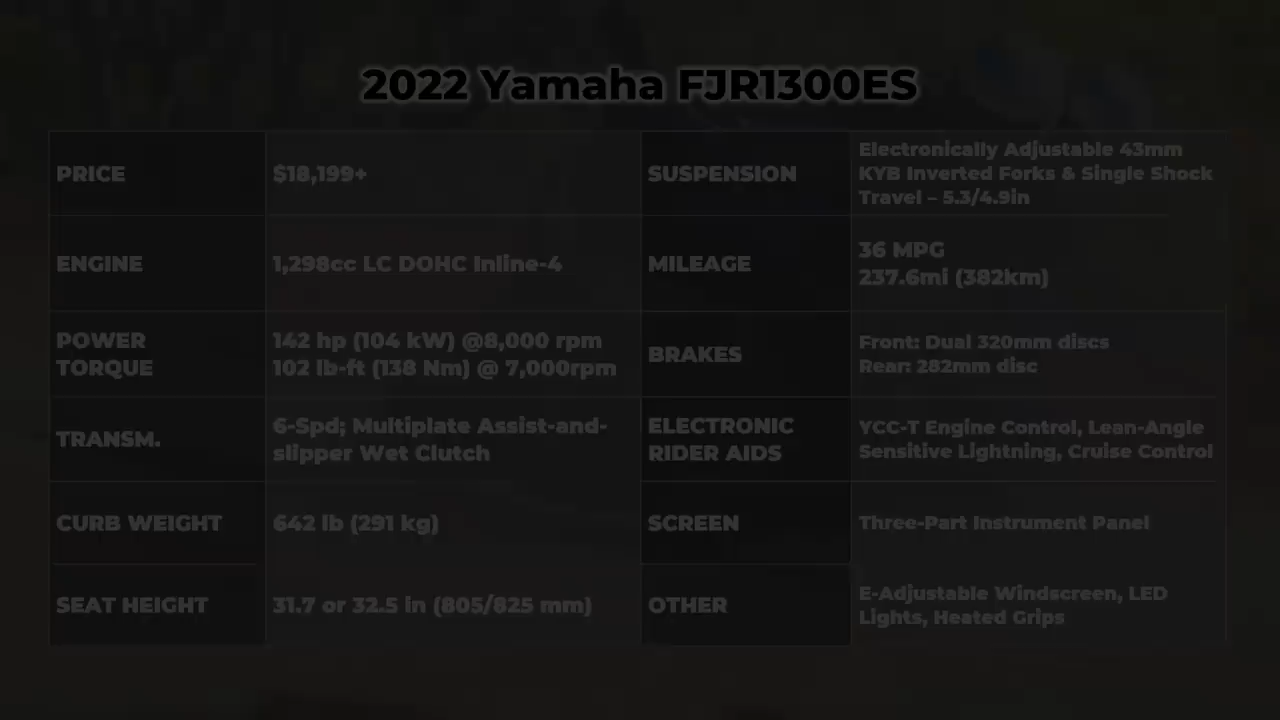 2022 Yamaha FJR1300ES
PRICE
$18,199+
SUSPENSION
Electronically Adjustable 43mm
KYB Inverted Forks & Single Shock
Travel – 5.3/4.9in
ENGINE
1,298cc LC DOHC Inline-4
MILEAGE
36 MPG
237.6mi (382km)
POWER
TORQUE
142 hp (104 kW) @8,000 rpm
102 lb-ft (138 Nm) @ 7,000rpm
BRAKES
Front: Dual 320mm discs
Rear: 282mm disc
TRANSM.
6-Spd; Multiplate Assist-and-
slipper Wet Clutch
ELECTRONIC
RIDER AIDS
YCC-T Engine Control, Lean-Angle
Sensitive Lightning, Cruise Control
CURB WEIGHT
642 lb (291 kg)
SCREEN
Three-Part Instrument Panel
SEAT HEIGHT
31.7 or 32.5 in (805/825 mm)
OTHER
E-Adjustable Windscreen, LED
Lights, Heated Grips